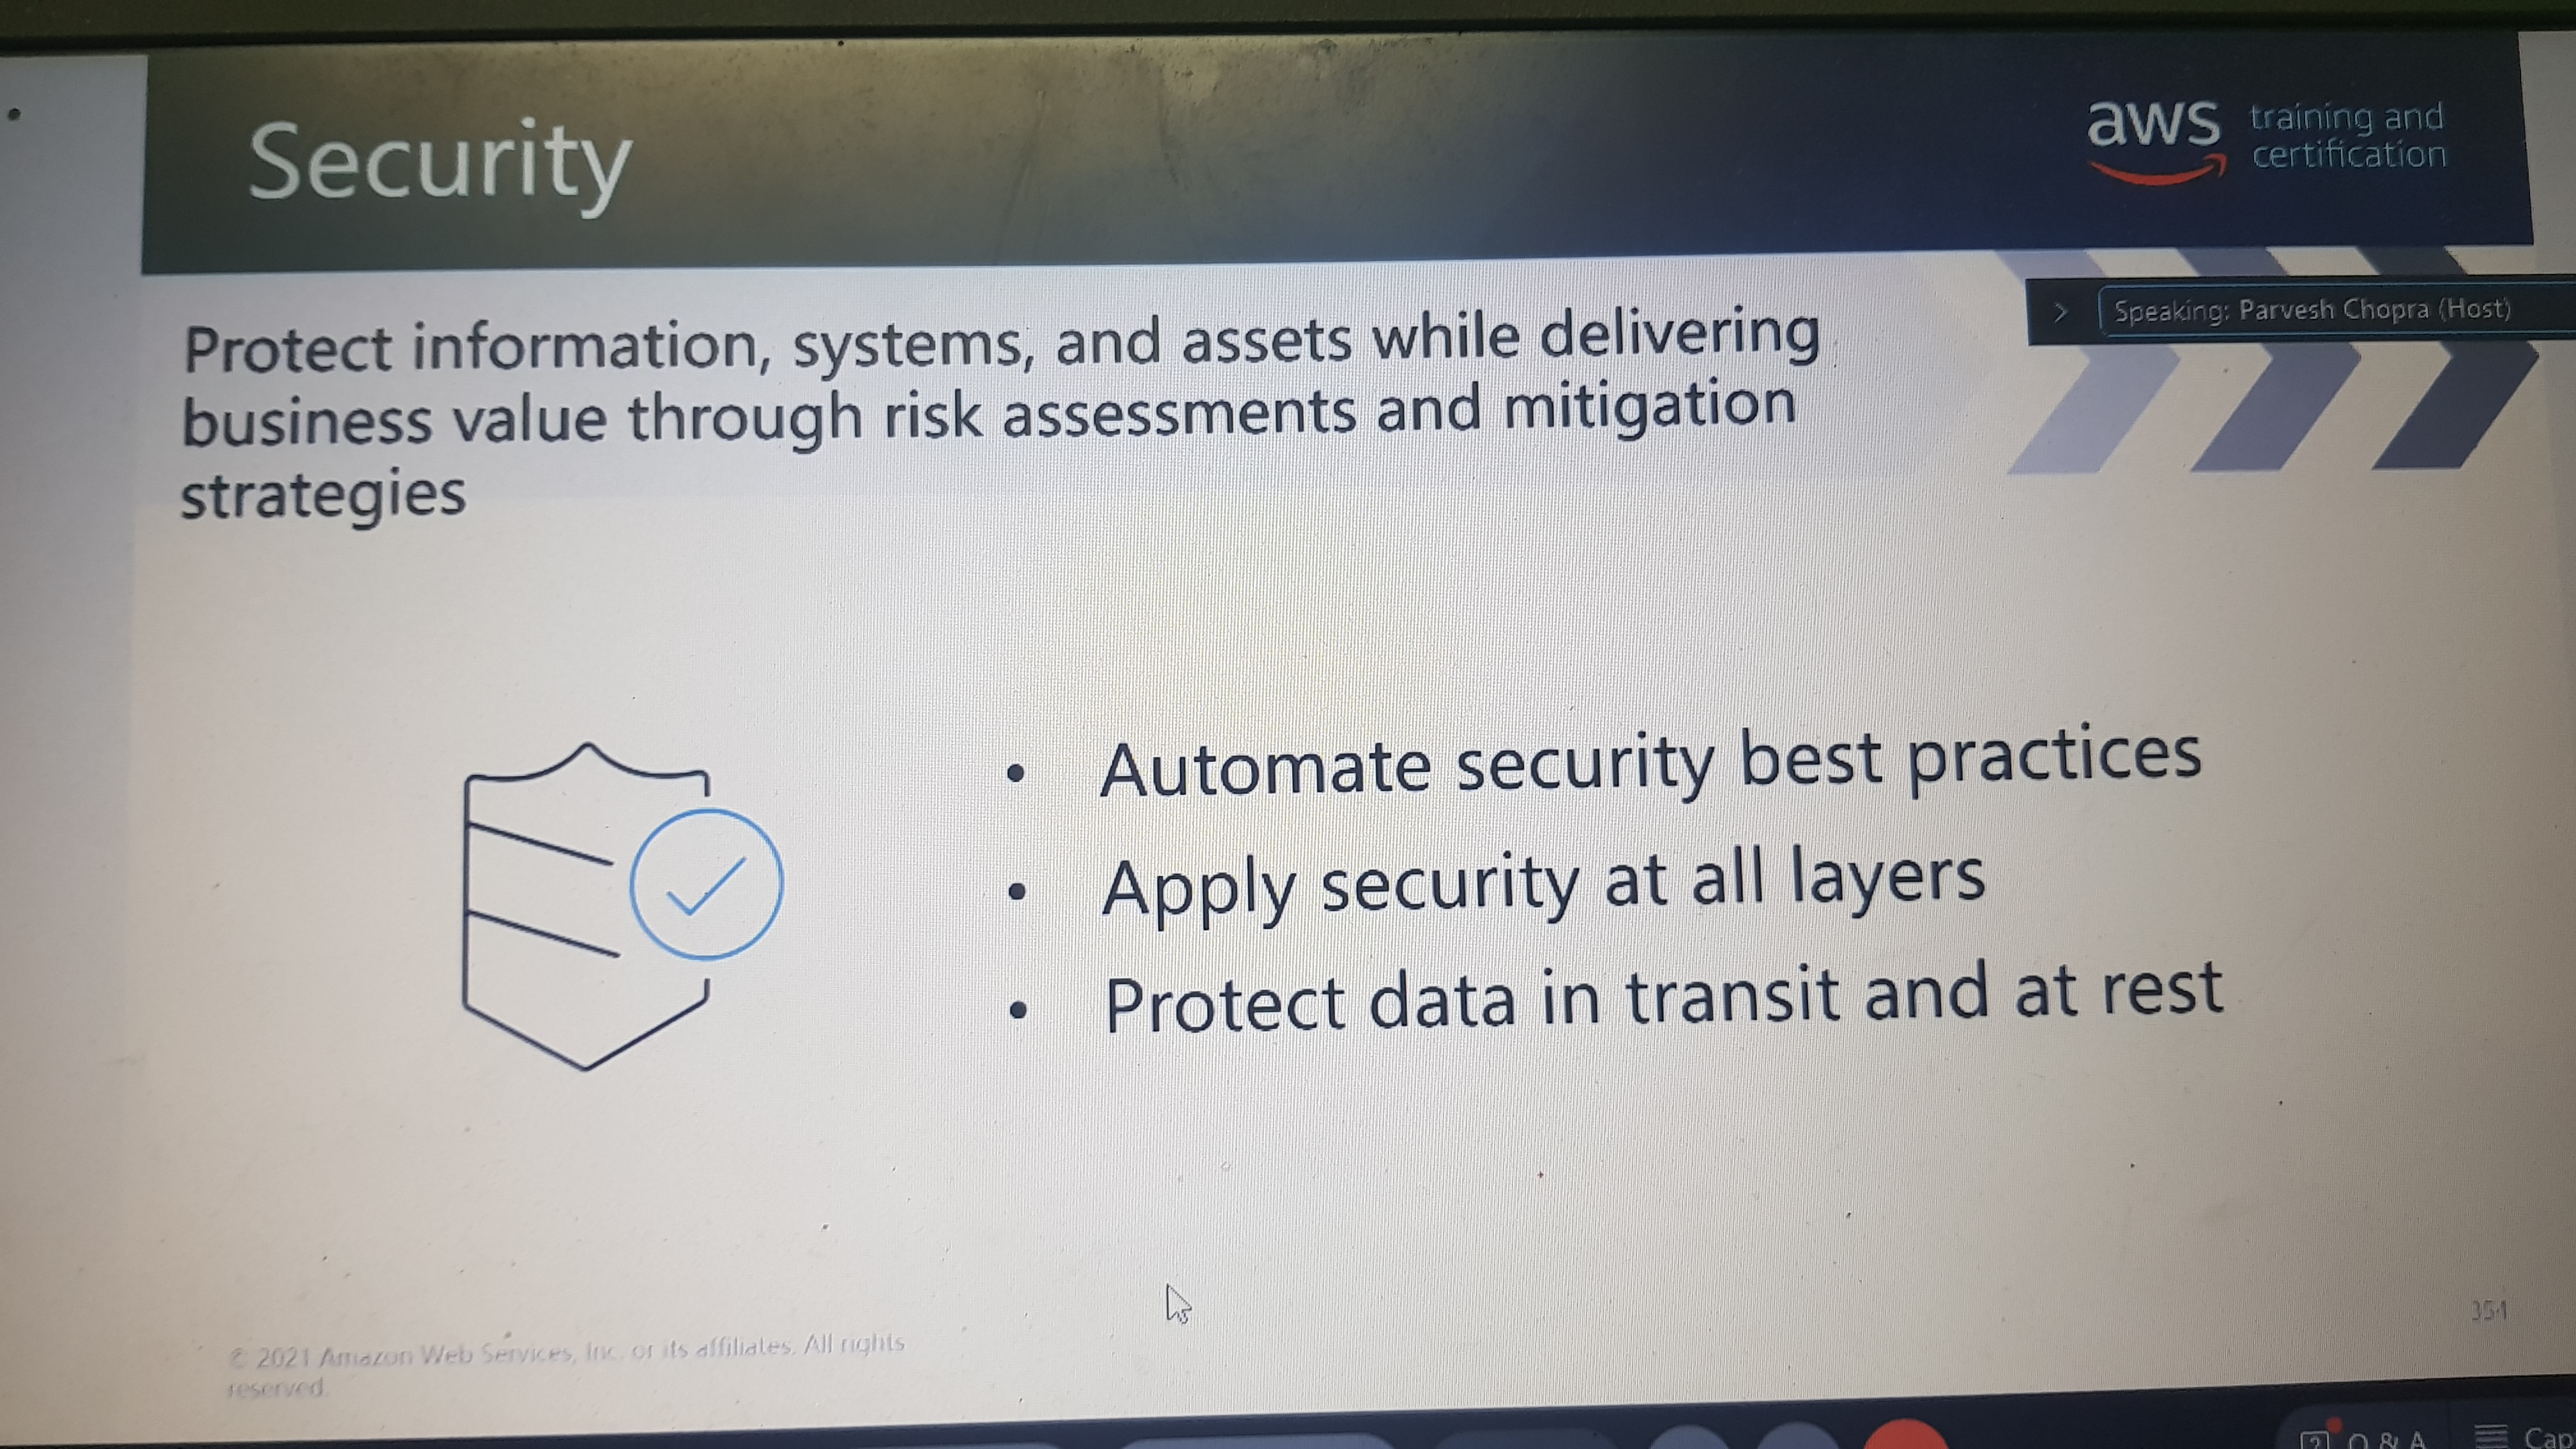 Security
aws training and
certification
Speaking: Parvesh Chopra (Host)
Protect information, systems, and assets while delivering
business value through risk assessments and mitigation
strategies
• Automate security best practices
• Apply security at all layers
• Protect data in transit and at rest
351
© 2021 Amazon Web Services, Inc. or its affiliates. All rights
reserved.
Q & A